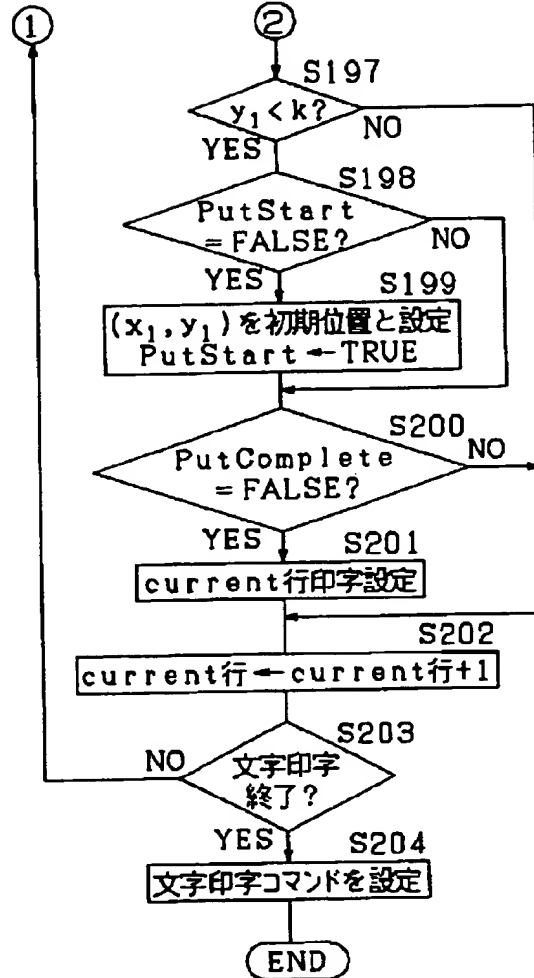 ① ②
S197
y₁<k?
NO
YES
S198
PutStart
=FALSE?
NO
YES
S199
(x₁,y₁)を初期位置と設定
PutStart←TRUE
S200
PutComplete
=FALSE?
NO
YES
S201
current行印字設定
S202
current行←current行+1
S203
NO
文字印字
終了?
YES
S204
文字印字コマンドを設定
END